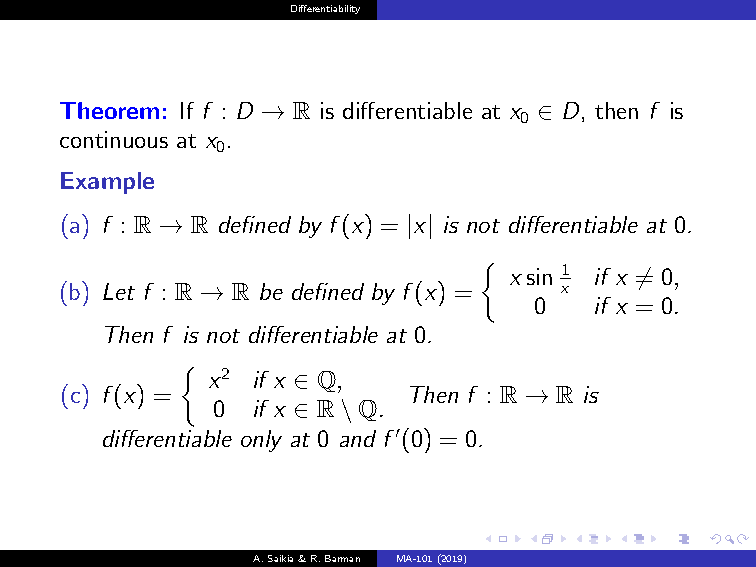 Differentiability
Theorem: If f : D → ℝ is differentiable at x₀ ∈ D, then f is
continuous at x₀.
Example
(a) f : ℝ → ℝ defined by f(x) = |x| is not differentiable at 0.
(b) Let f : ℝ → ℝ be defined by f(x) = { x sin 1/x if x ≠ 0,
0 if x = 0.
Then f is not differentiable at 0.
(c) f(x) = { x² if x ∈ ℚ,
0 if x ∈ ℝ \ ℚ. Then f : ℝ → ℝ is
differentiable only at 0 and f′(0) = 0.
A. Saikia & R. Barman MA-101 (2019)